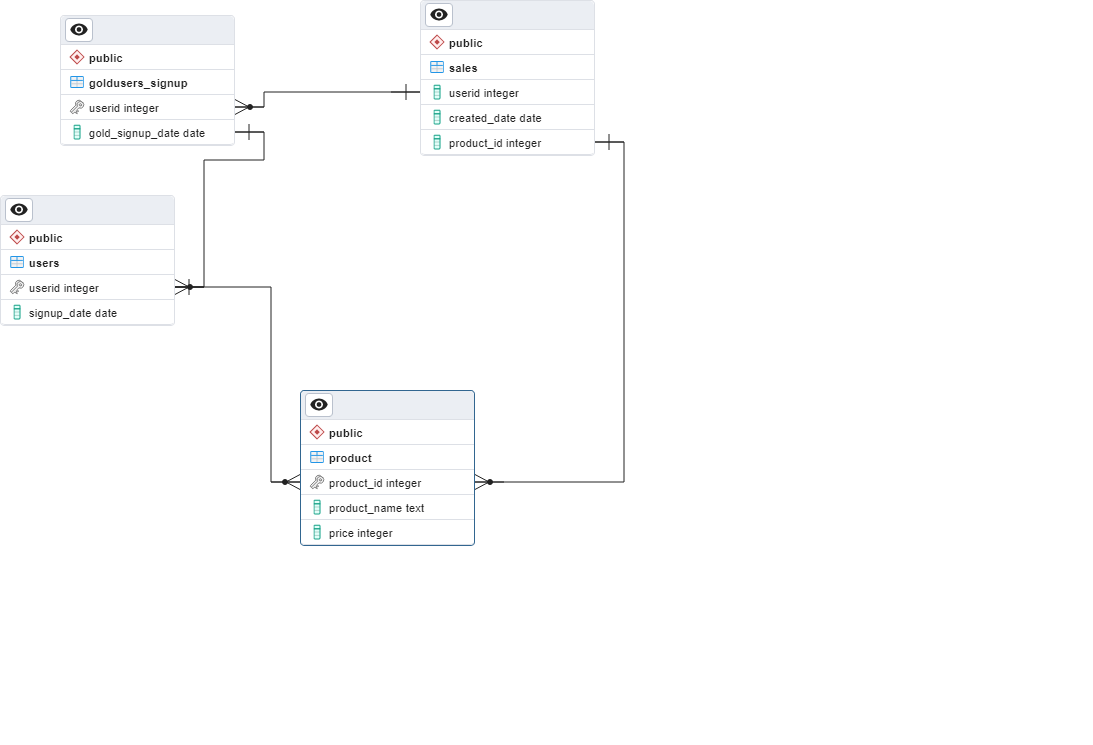 public
goldusers_signup
userid integer
gold_signup_date date
public
sales
userid integer
created_date date
product_id integer
public
users
userid integer
signup_date date
public
product
product_id integer
product_name text
price integer